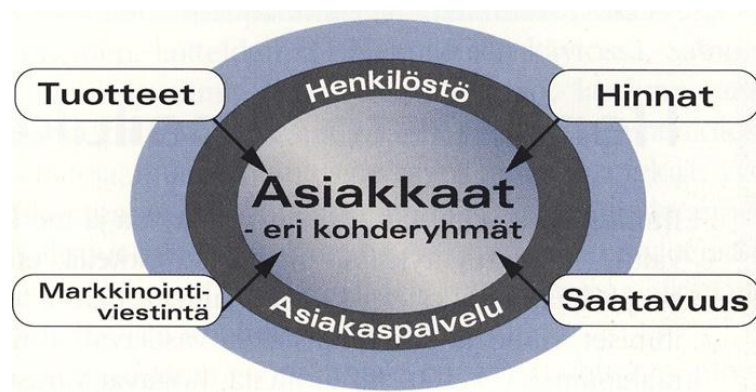 Tuotteet
Henkilöstö
Hinnat
Asiakkaat
- eri kohderyhmät
Markkinointi-
viestintä
Asiakaspalvelu
Saatavuus